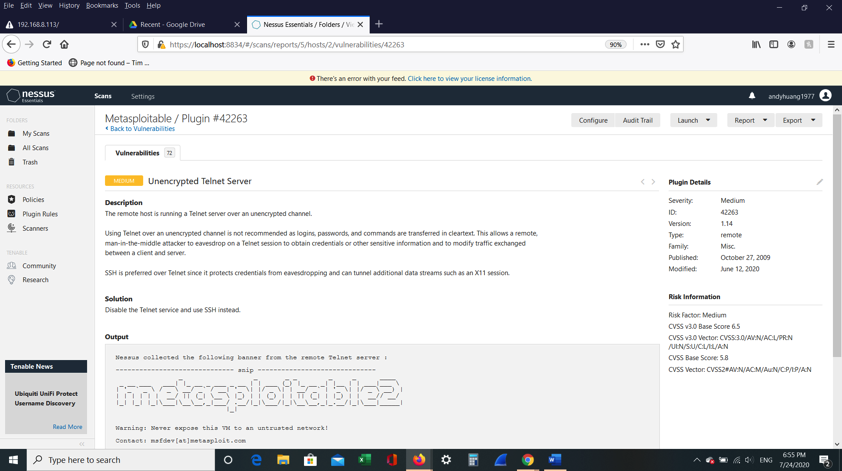 File Edit View History Bookmarks Tools Help
192.168.8.113/
Recent - Google Drive
Nessus Essentials / Folders / Vi
https://localhost:8834/#/scans/reports/5/hosts/2/vulnerabilities/42263
90%
Getting Started
Page not found – Tim ...
There's an error with your feed. Click here to view your license information.
nessus
Essentials
Scans
Settings
andyhuang1977
FOLDERS
My Scans
All Scans
Trash
RESOURCES
Policies
Plugin Rules
Scanners
TENABLE
Community
Research
Tenable News
Ubiquiti UniFi Protect
Username Discovery
Read More
Metasploitable / Plugin #42263
Back to Vulnerabilities
Configure
Audit Trail
Launch
Report
Export
Vulnerabilities 72
MEDIUM
Unencrypted Telnet Server
Description
The remote host is running a Telnet server over an unencrypted channel.
Using Telnet over an unencrypted channel is not recommended as logins, passwords, and commands are transferred in cleartext. This allows a remote,
man-in-the-middle attacker to eavesdrop on a Telnet session to obtain credentials or other sensitive information and to modify traffic exchanged
between a client and server.
SSH is preferred over Telnet since it protects credentials from eavesdropping and can tunnel additional data streams such as an X11 session.
Solution
Disable the Telnet service and use SSH instead.
Output
Nessus collected the following banner from the remote Telnet server :
------------------------------ snip ------------------------------
metasploitable2
Warning: Never expose this VM to an untrusted network!
Contact: msfdev[at]metasploit.com
Plugin Details
Severity: Medium
ID: 42263
Version: 1.14
Type: remote
Family: Misc.
Published: October 27, 2009
Modified: June 12, 2020
Risk Information
Risk Factor: Medium
CVSS v3.0 Base Score 6.5
CVSS v3.0 Vector: CVSS:3.0/AV:N/AC:L/PR:N
/UI:N/S:U/C:L/I:L/A:N
CVSS Base Score: 5.8
CVSS Vector: CVSS2#AV:N/AC:M/Au:N/C:P/I:P/A:N
Type here to search
ENG
6:55 PM
7/24/2020
2